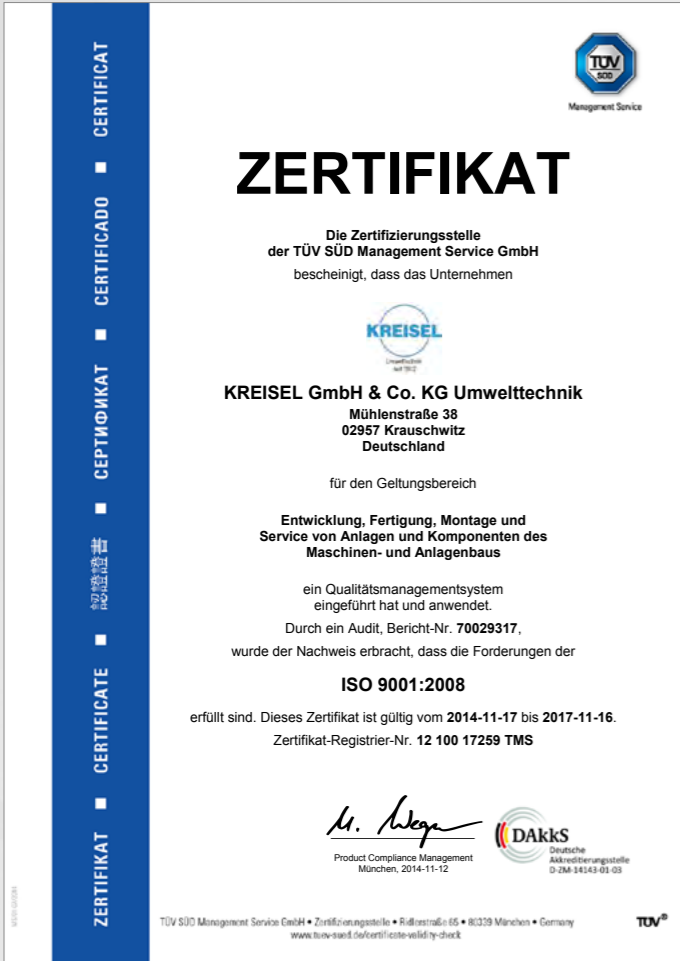 TÜV
SÜD
Management Service
ZERTIFIKAT
Die Zertifizierungsstelle
der TÜV SÜD Management Service GmbH
bescheinigt, dass das Unternehmen
KREISEL
Umwelttechnik
seit 1912
KREISEL GmbH & Co. KG Umwelttechnik
Mühlenstraße 38
02957 Krauschwitz
Deutschland
für den Geltungsbereich
Entwicklung, Fertigung, Montage und
Service von Anlagen und Komponenten des
Maschinen- und Anlagenbaus
ein Qualitätsmanagementsystem
eingeführt hat und anwendet.
Durch ein Audit, Bericht-Nr. 70029317,
wurde der Nachweis erbracht, dass die Forderungen der
ISO 9001:2008
erfüllt sind. Dieses Zertifikat ist gültig vom 2014-11-17 bis 2017-11-16.
Zertifikat-Registrier-Nr. 12 100 17259 TMS
Product Compliance Management
München, 2014-11-12
DAkkS
Deutsche
Akkreditierungsstelle
D-ZM-14143-01-03
TÜV SÜD Management Service GmbH • Zertifizierungsstelle • Ridlerstraße 65 • 80339 München • Germany
www.tuev-sued.de/certificate-validity-check
TÜV®
ZERTIFIKAT ■ CERTIFICATE ■ 認證證書 ■ СЕРТИФИКАТ ■ CERTIFICADO ■ CERTIFICAT